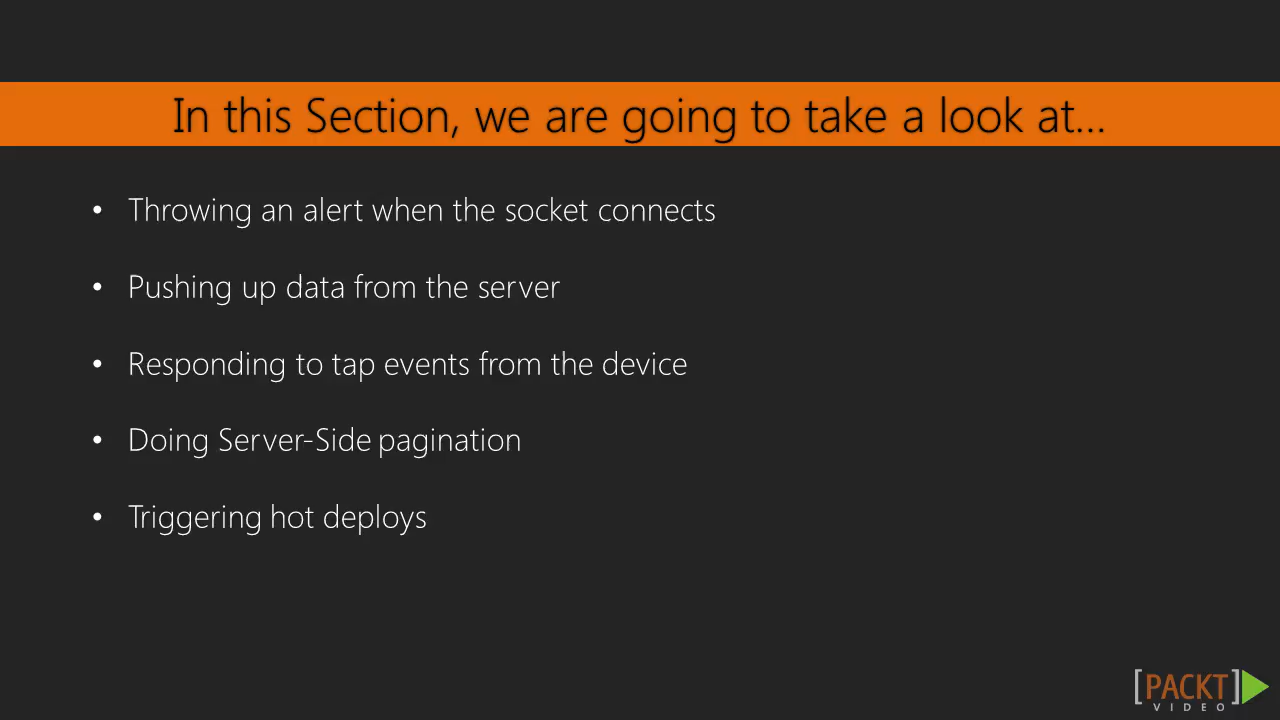 In this Section, we are going to take a look at...
• Throwing an alert when the socket connects
• Pushing up data from the server
• Responding to tap events from the device
• Doing Server-Side pagination
• Triggering hot deploys
[PACKT]
VIDEO